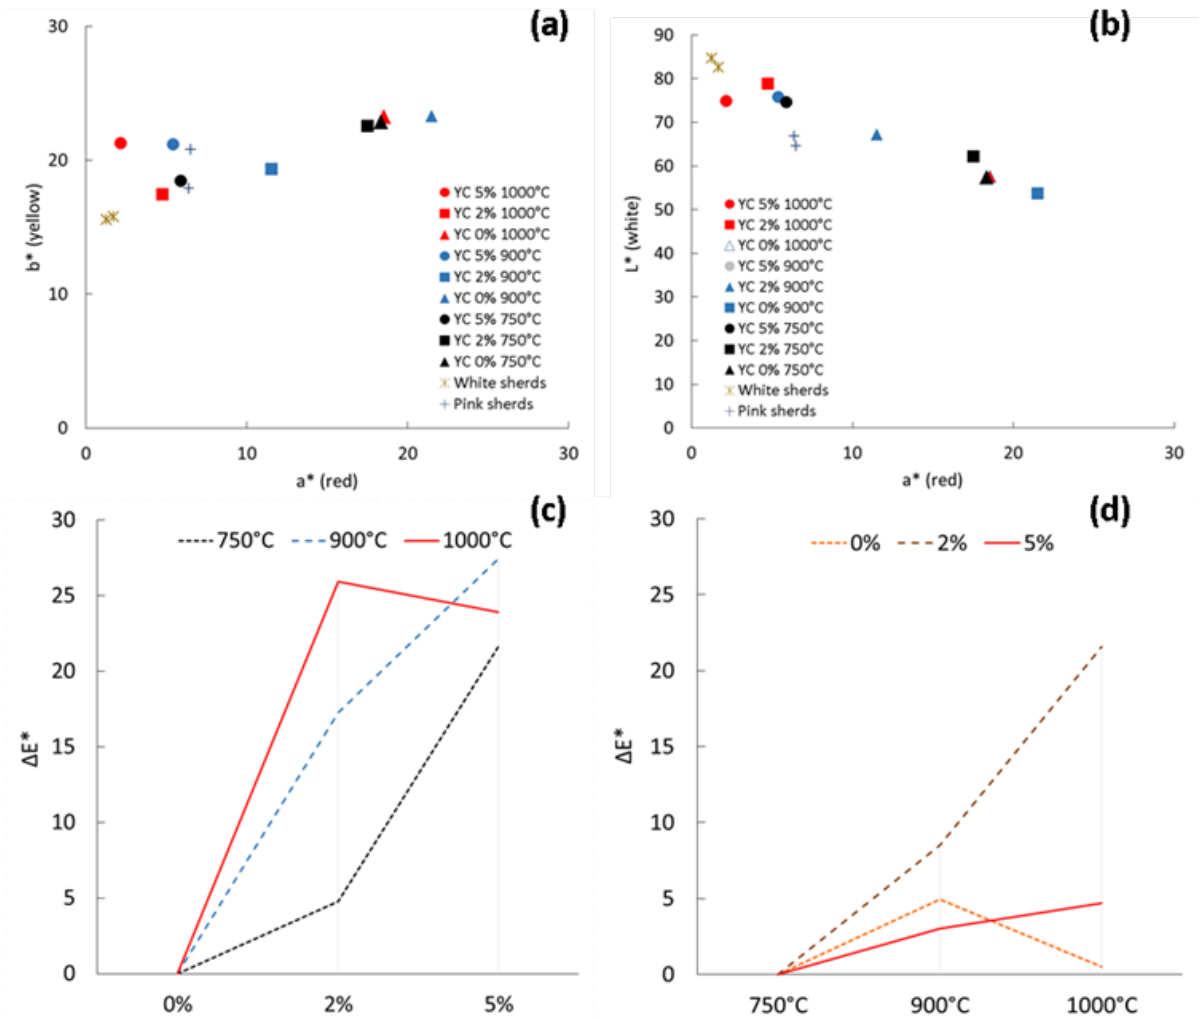 (a)
30
20
10
0
b* (yellow)
YC 5% 1000°C
YC 2% 1000°C
YC 0% 1000°C
YC 5% 900°C
YC 2% 900°C
YC 0% 900°C
YC 5% 750°C
YC 2% 750°C
YC 0% 750°C
White sherds
Pink sherds
0 10 20 30
a* (red)
(b)
90
80
70
60
50
40
30
20
10
0
L* (white)
YC 5% 1000°C
YC 2% 1000°C
YC 0% 1000°C
YC 5% 900°C
YC 2% 900°C
YC 0% 900°C
YC 5% 750°C
YC 2% 750°C
YC 0% 750°C
White sherds
Pink sherds
0 10 20 30
a* (red)
(c)
750°C 900°C 1000°C
30
25
20
15
10
5
0
ΔE*
0% 2% 5%
(d)
0% 2% 5%
30
25
20
15
10
5
0
ΔE*
750°C 900°C 1000°C